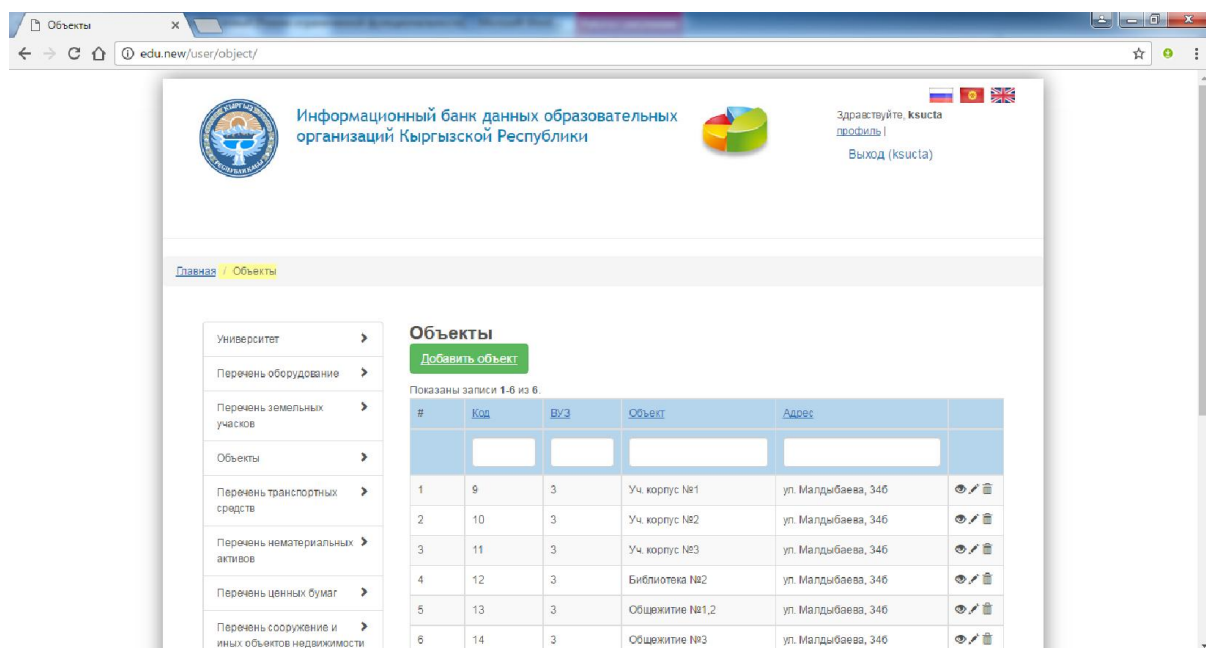 Объекты
edu.new/user/object/
Информационный банк данных образовательных
организаций Кыргызской Республики
Здравствуйте, ksucta
профиль |
Выход (ksucta)
Главная / Объекты
Университет
Перечень оборудование
Перечень земельных
учасков
Объекты
Перечень транспортных
средств
Перечень нематериальных
активов
Перечень ценных бумаг
Перечень сооружение и
иных объектов недвижимости
Объекты
Добавить объект
Показаны записи 1-6 из 6.
# Код ВУЗ Объект Адрес
1 9 3 Уч. корпус №1 ул. Малдыбаева, 34б
2 10 3 Уч. корпус №2 ул. Малдыбаева, 34б
3 11 3 Уч. корпус №3 ул. Малдыбаева, 34б
4 12 3 Библиотека №2 ул. Малдыбаева, 34б
5 13 3 Общежитие №1,2 ул. Малдыбаева, 34б
6 14 3 Общежитие №3 ул. Малдыбаева, 34б